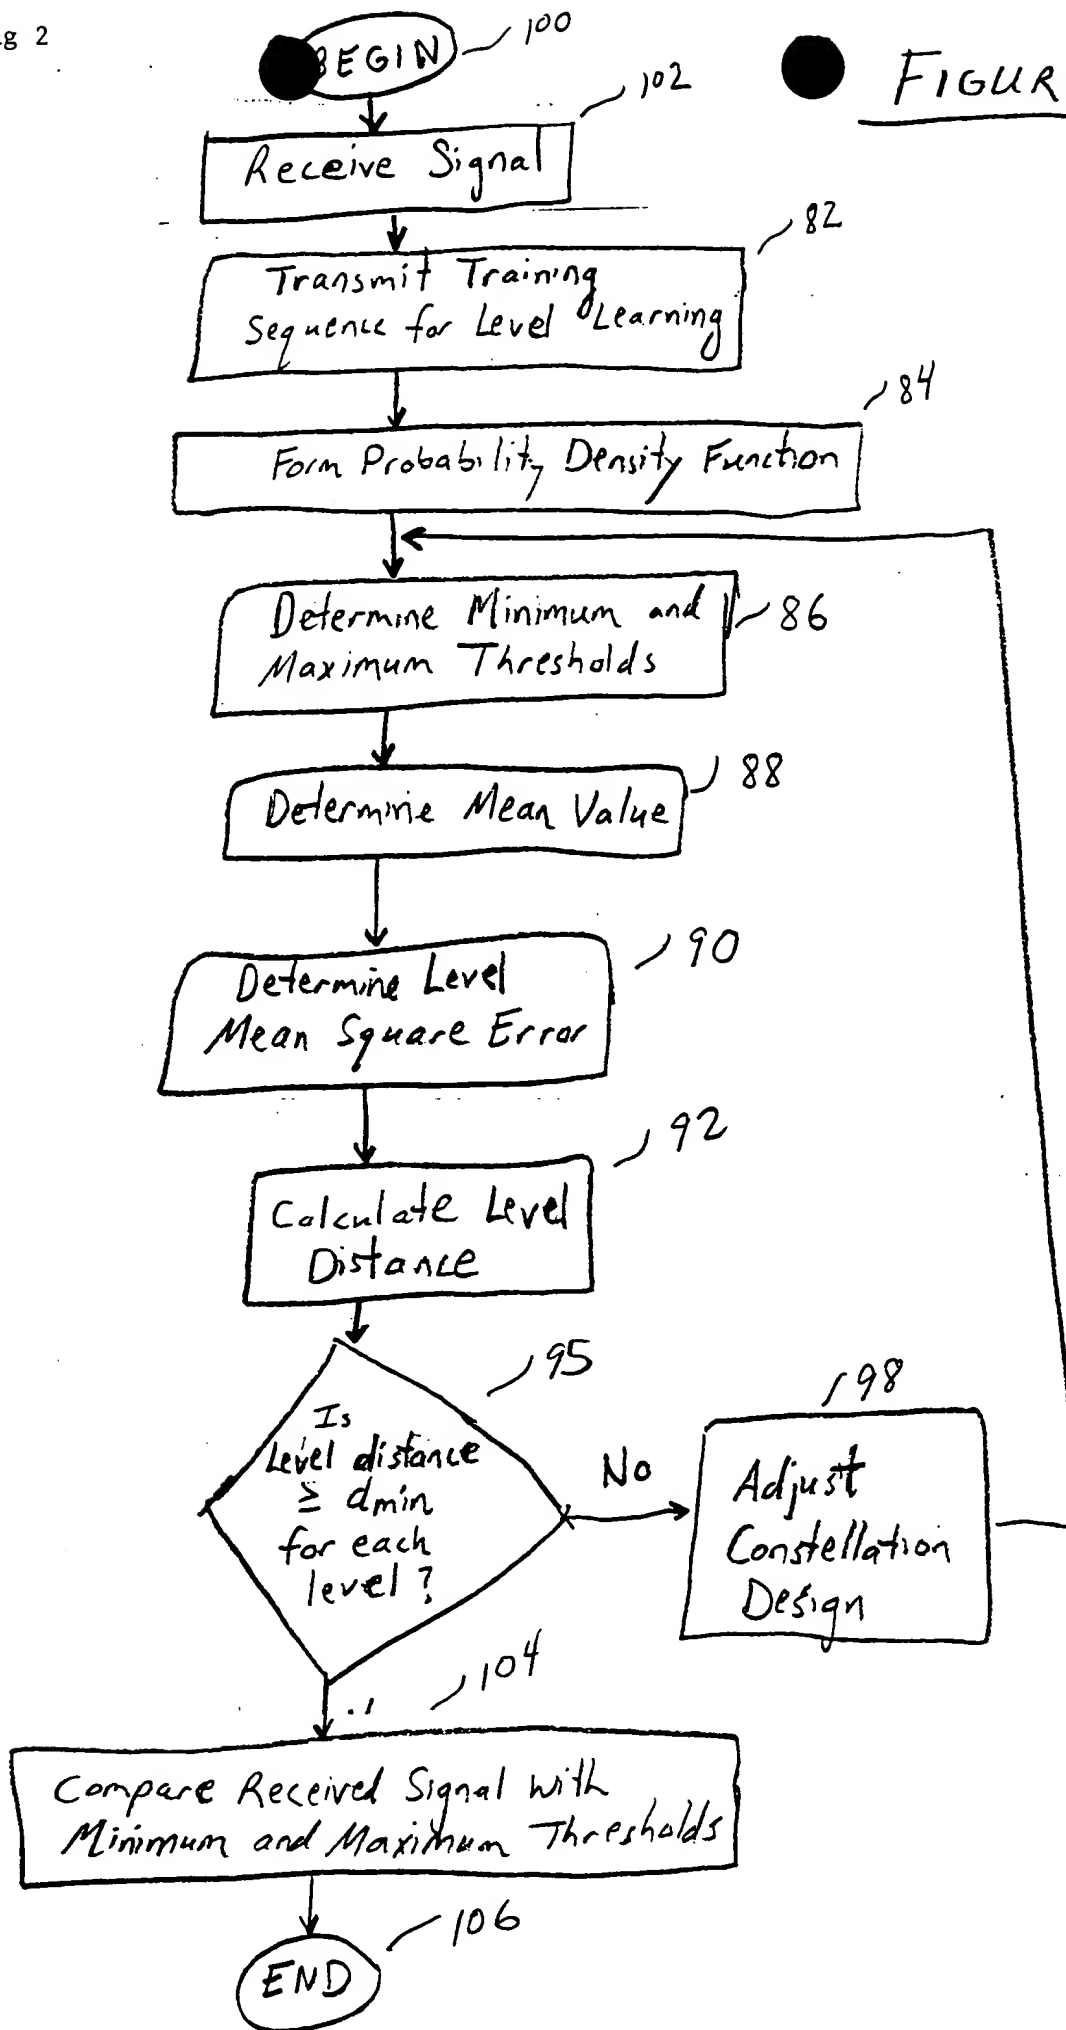 g 2
BEGIN
100
FIGUR
102
Receive Signal
82
Transmit Training
Sequence for Level Learning
84
Form Probability Density Function
Determine Minimum and
Maximum Thresholds
86
88
Determine Mean Value
90
Determine Level
Mean Square Error
92
Calculate Level
Distance
95
Is
Level distance
≥ dmin
for each
level?
No
98
Adjust
Constellation
Design
104
Compare Received Signal with
Minimum and Maximum Thresholds
106
END